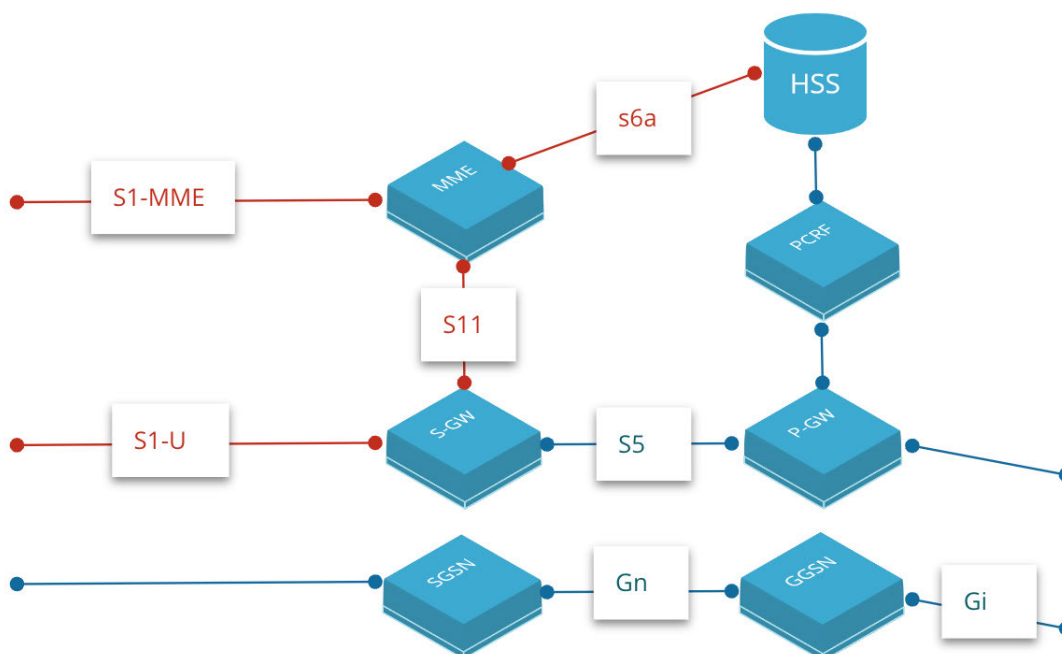 HSS
s6a
MME
S1-MME
PCRF
S11
S-GW
P-GW
S1-U
S5
SGSN
GGSN
Gn
Gi